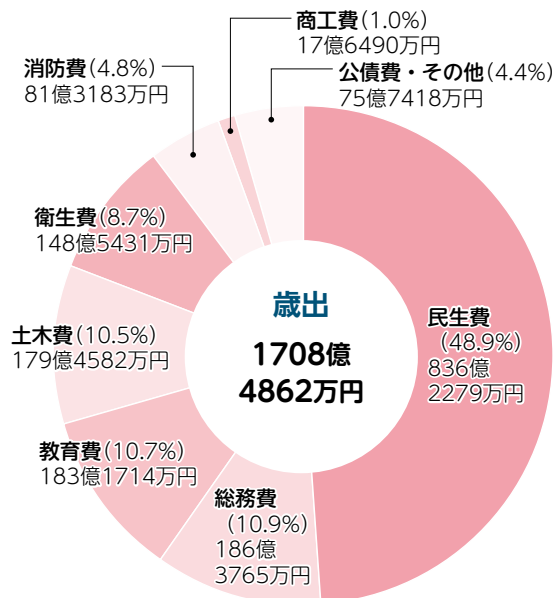 商工費(1.0%)
17億6490万円
消防費(4.8%)
81億3183万円
公債費・その他(4.4%)
75億7418万円
衛生費(8.7%)
148億5431万円
土木費(10.5%)
179億4582万円
教育費(10.7%)
183億1714万円
総務費
(10.9%)
186億
3765万円
民生費
(48.9%)
836億
2279万円
歳出
1708億
4862万円